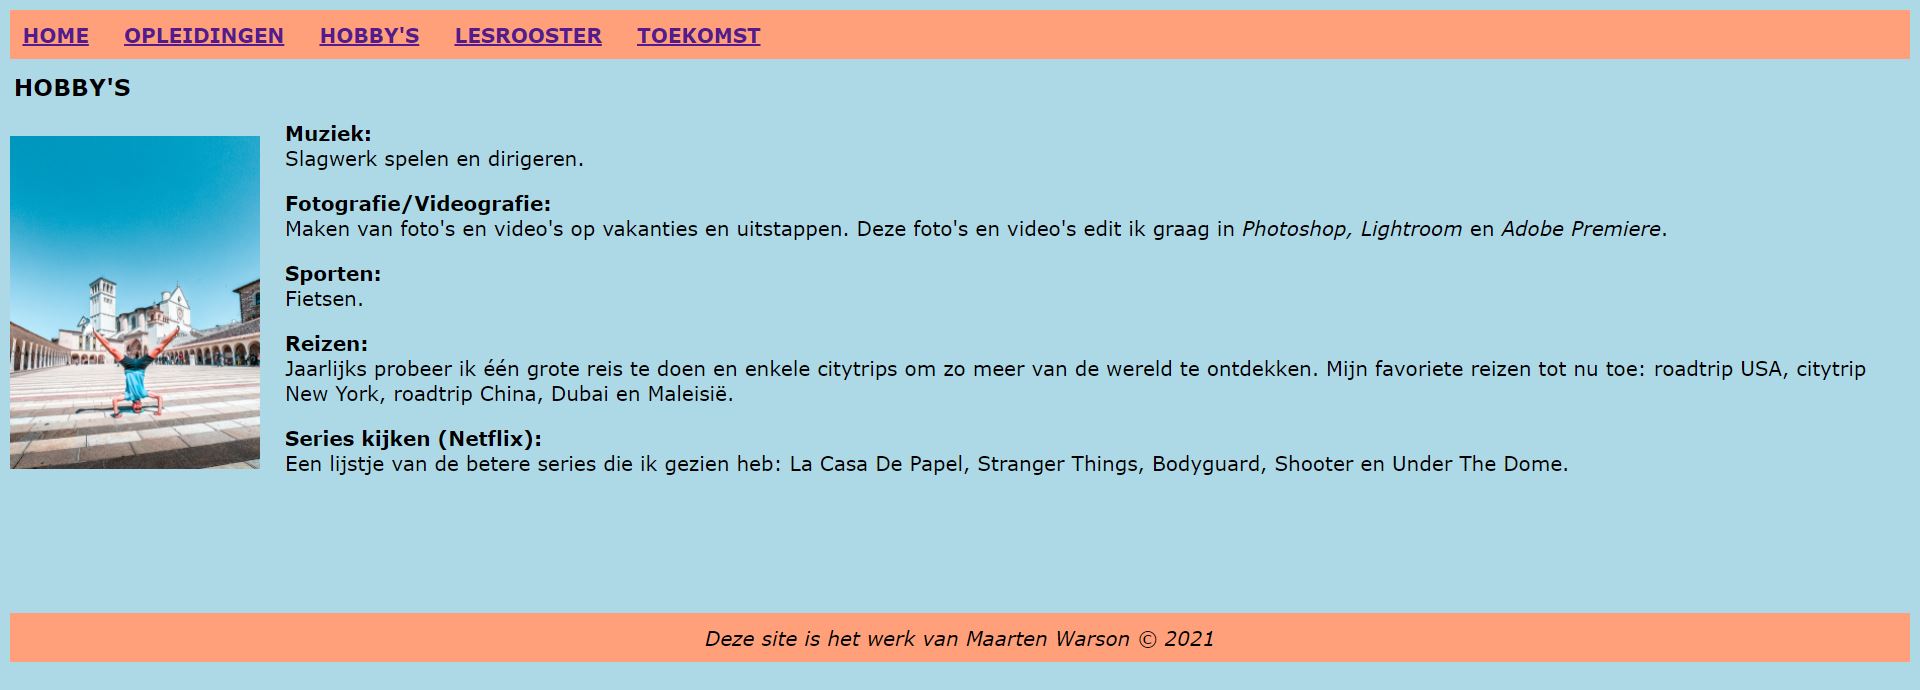 HOME OPLEIDINGEN HOBBY'S LESROOSTER TOEKOMST
HOBBY'S
Muziek:
Slagwerk spelen en dirigeren.
Fotografie/Videografie:
Maken van foto's en video's op vakanties en uitstappen. Deze foto's en video's edit ik graag in Photoshop, Lightroom en Adobe Premiere.
Sporten:
Fietsen.
Reizen:
Jaarlijks probeer ik één grote reis te doen en enkele citytrips om zo meer van de wereld te ontdekken. Mijn favoriete reizen tot nu toe: roadtrip USA, citytrip
New York, roadtrip China, Dubai en Maleisië.
Series kijken (Netflix):
Een lijstje van de betere series die ik gezien heb: La Casa De Papel, Stranger Things, Bodyguard, Shooter en Under The Dome.
Deze site is het werk van Maarten Warson © 2021